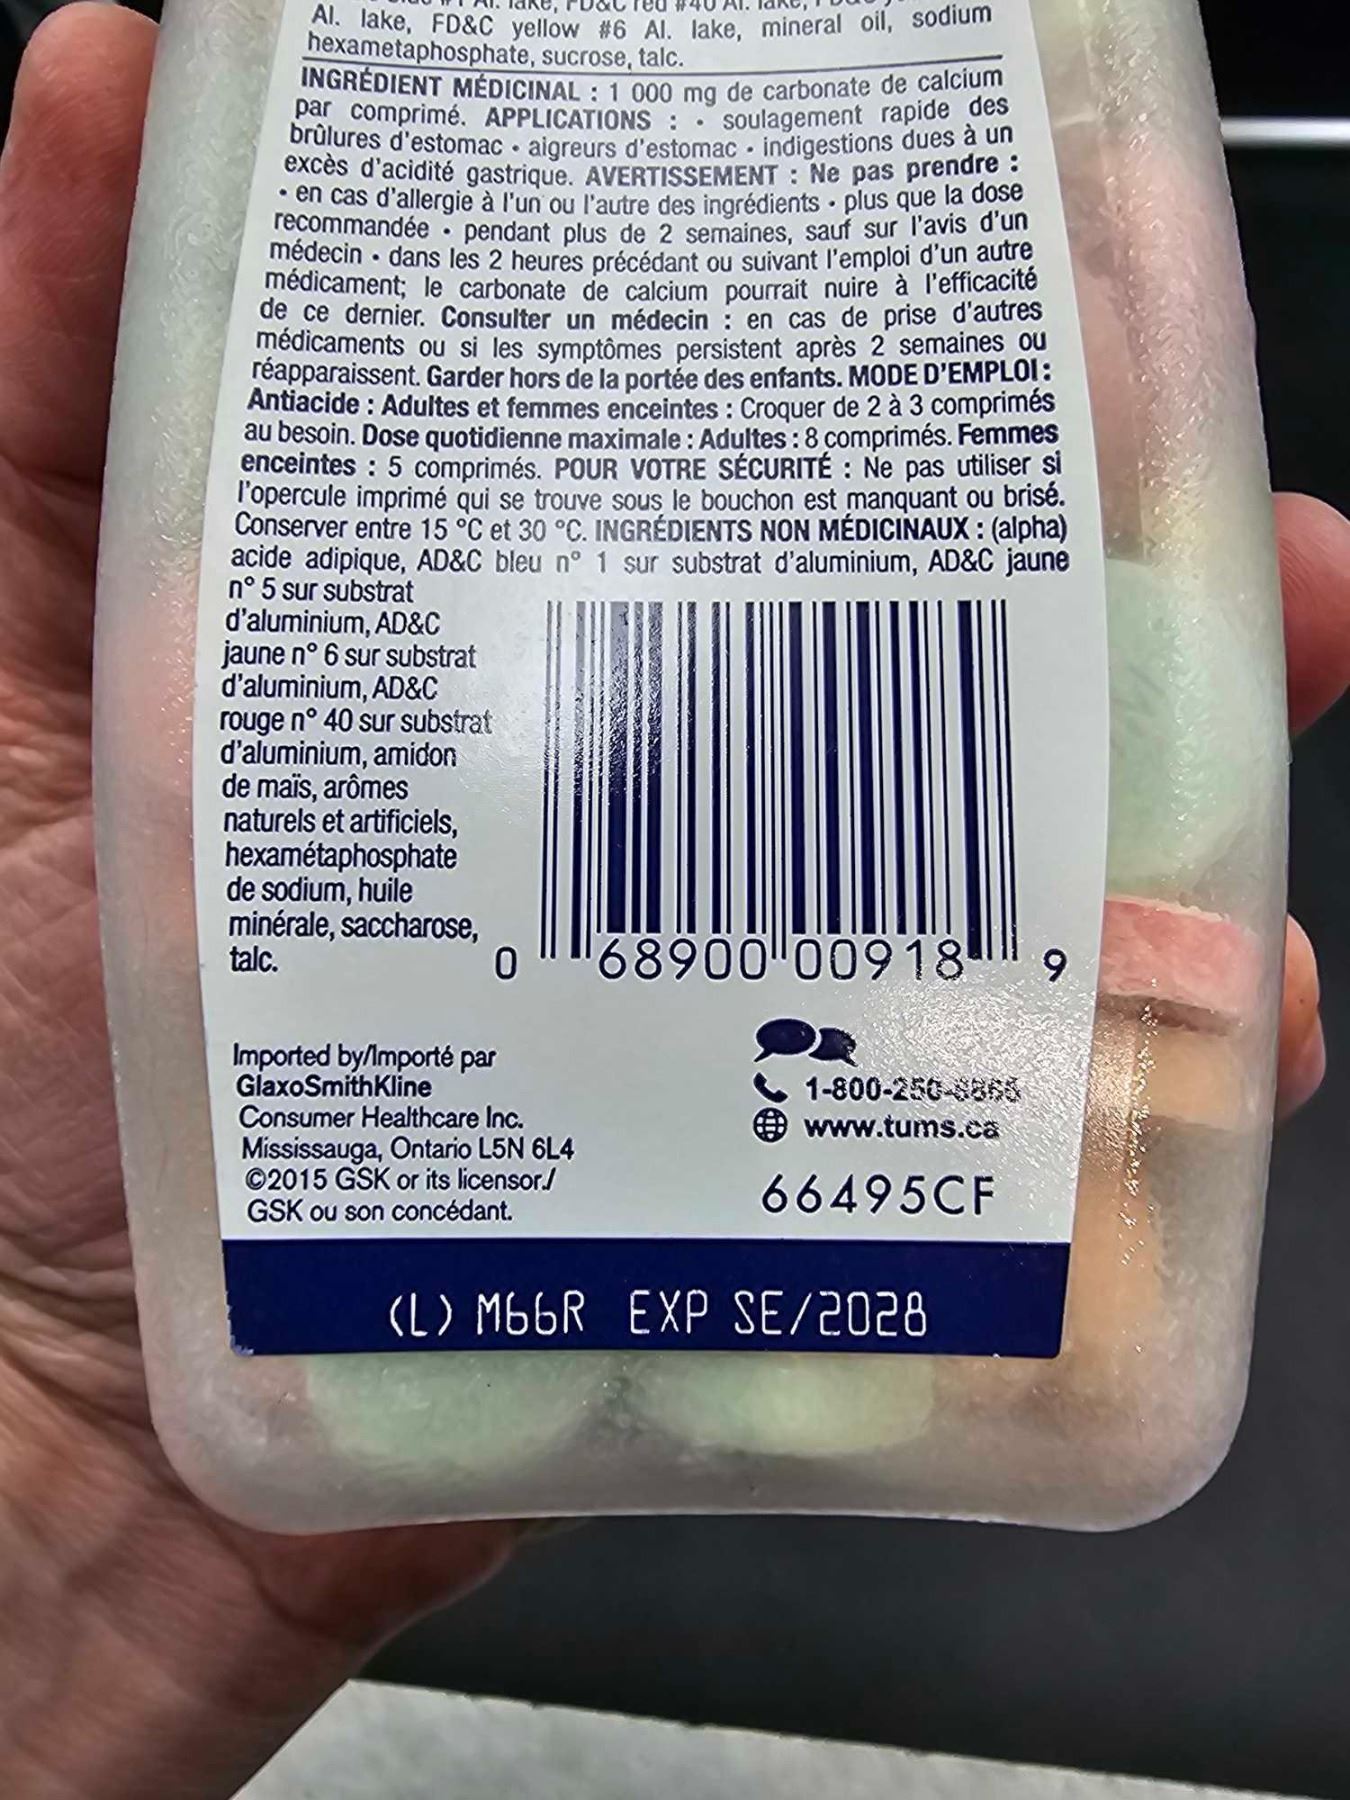 Al. lake, FD&C yellow #6 Al. lake, mineral oil, sodium
hexametaphosphate, sucrose, talc.
INGRÉDIENT MÉDICINAL : 1 000 mg de carbonate de calcium
par comprimé. APPLICATIONS : • soulagement rapide des
brûlures d'estomac • aigreurs d'estomac • indigestions dues à un
excès d'acidité gastrique. AVERTISSEMENT : Ne pas prendre :
• en cas d'allergie à l'un ou l'autre des ingrédients • plus que la dose
recommandée • pendant plus de 2 semaines, sauf sur l'avis d'un
médecin • dans les 2 heures précédant ou suivant l'emploi d'un autre
médicament; le carbonate de calcium pourrait nuire à l'efficacité
de ce dernier. Consulter un médecin : en cas de prise d'autres
médicaments ou si les symptômes persistent après 2 semaines ou
réapparaissent. Garder hors de la portée des enfants. MODE D'EMPLOI :
Antiacide : Adultes et femmes enceintes : Croquer de 2 à 3 comprimés
au besoin. Dose quotidienne maximale : Adultes : 8 comprimés. Femmes
enceintes : 5 comprimés. POUR VOTRE SÉCURITÉ : Ne pas utiliser si
l'opercule imprimé qui se trouve sous le bouchon est manquant ou brisé.
Conserver entre 15 °C et 30 °C. INGRÉDIENTS NON MÉDICINAUX : (alpha)
acide adipique, AD&C bleu n° 1 sur substrat d'aluminium, AD&C jaune
n° 5 sur substrat
d'aluminium, AD&C
jaune n° 6 sur substrat
d'aluminium, AD&C
rouge n° 40 sur substrat
d'aluminium, amidon
de maïs, arômes
naturels et artificiels,
hexamétaphosphate
de sodium, huile
minérale, saccharose,
talc.
0 68900 00918 9
Imported by/Importé par
GlaxoSmithKline
Consumer Healthcare Inc.
Mississauga, Ontario L5N 6L4
©2015 GSK or its licensor./
GSK ou son concédant.
1-800-250-8866
www.tums.ca
66495CF
(L) M66R EXP SE/2028